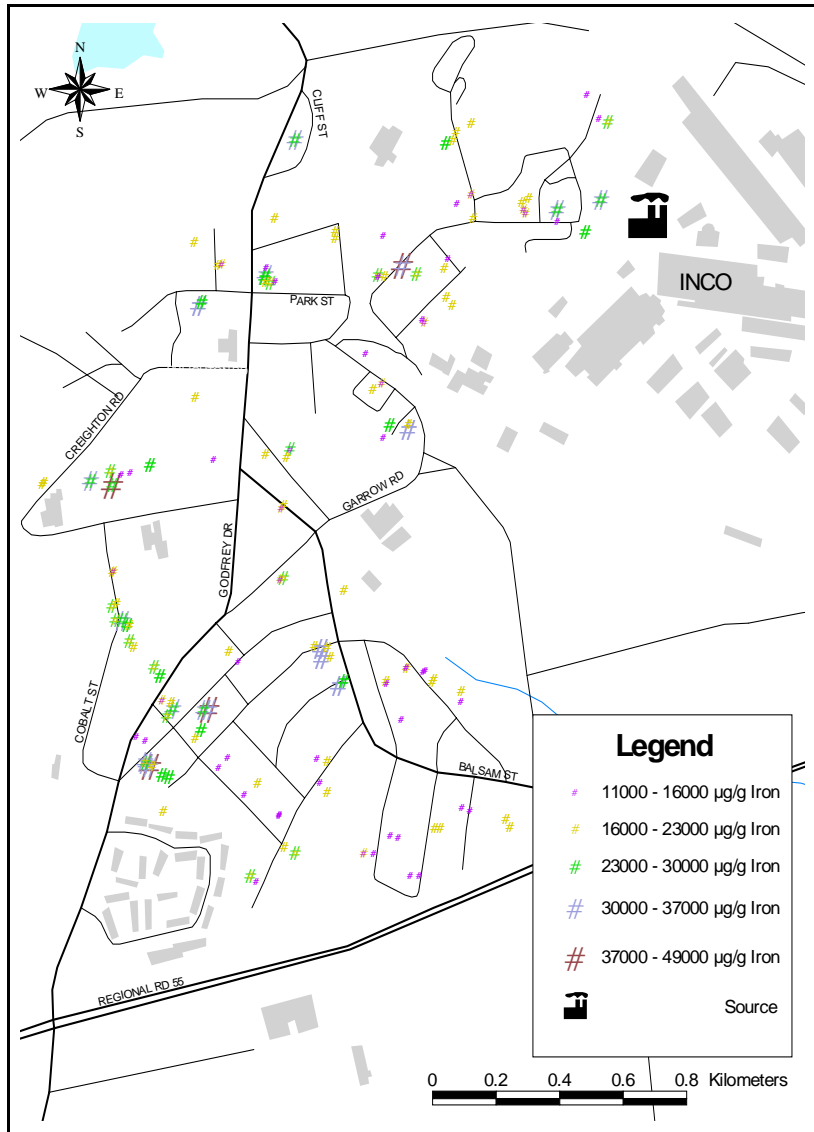 N
W E
S
CLIFF ST
INCO
PARK ST
CREIGHTON RD
GARROW RD
GODFREY DR
COBALT ST
BALSAM ST
REGIONAL RD 55
Legend
# 11000 - 16000 µg/g Iron
# 16000 - 23000 µg/g Iron
# 23000 - 30000 µg/g Iron
# 30000 - 37000 µg/g Iron
# 37000 - 49000 µg/g Iron
Source
0 0.2 0.4 0.6 0.8 Kilometers